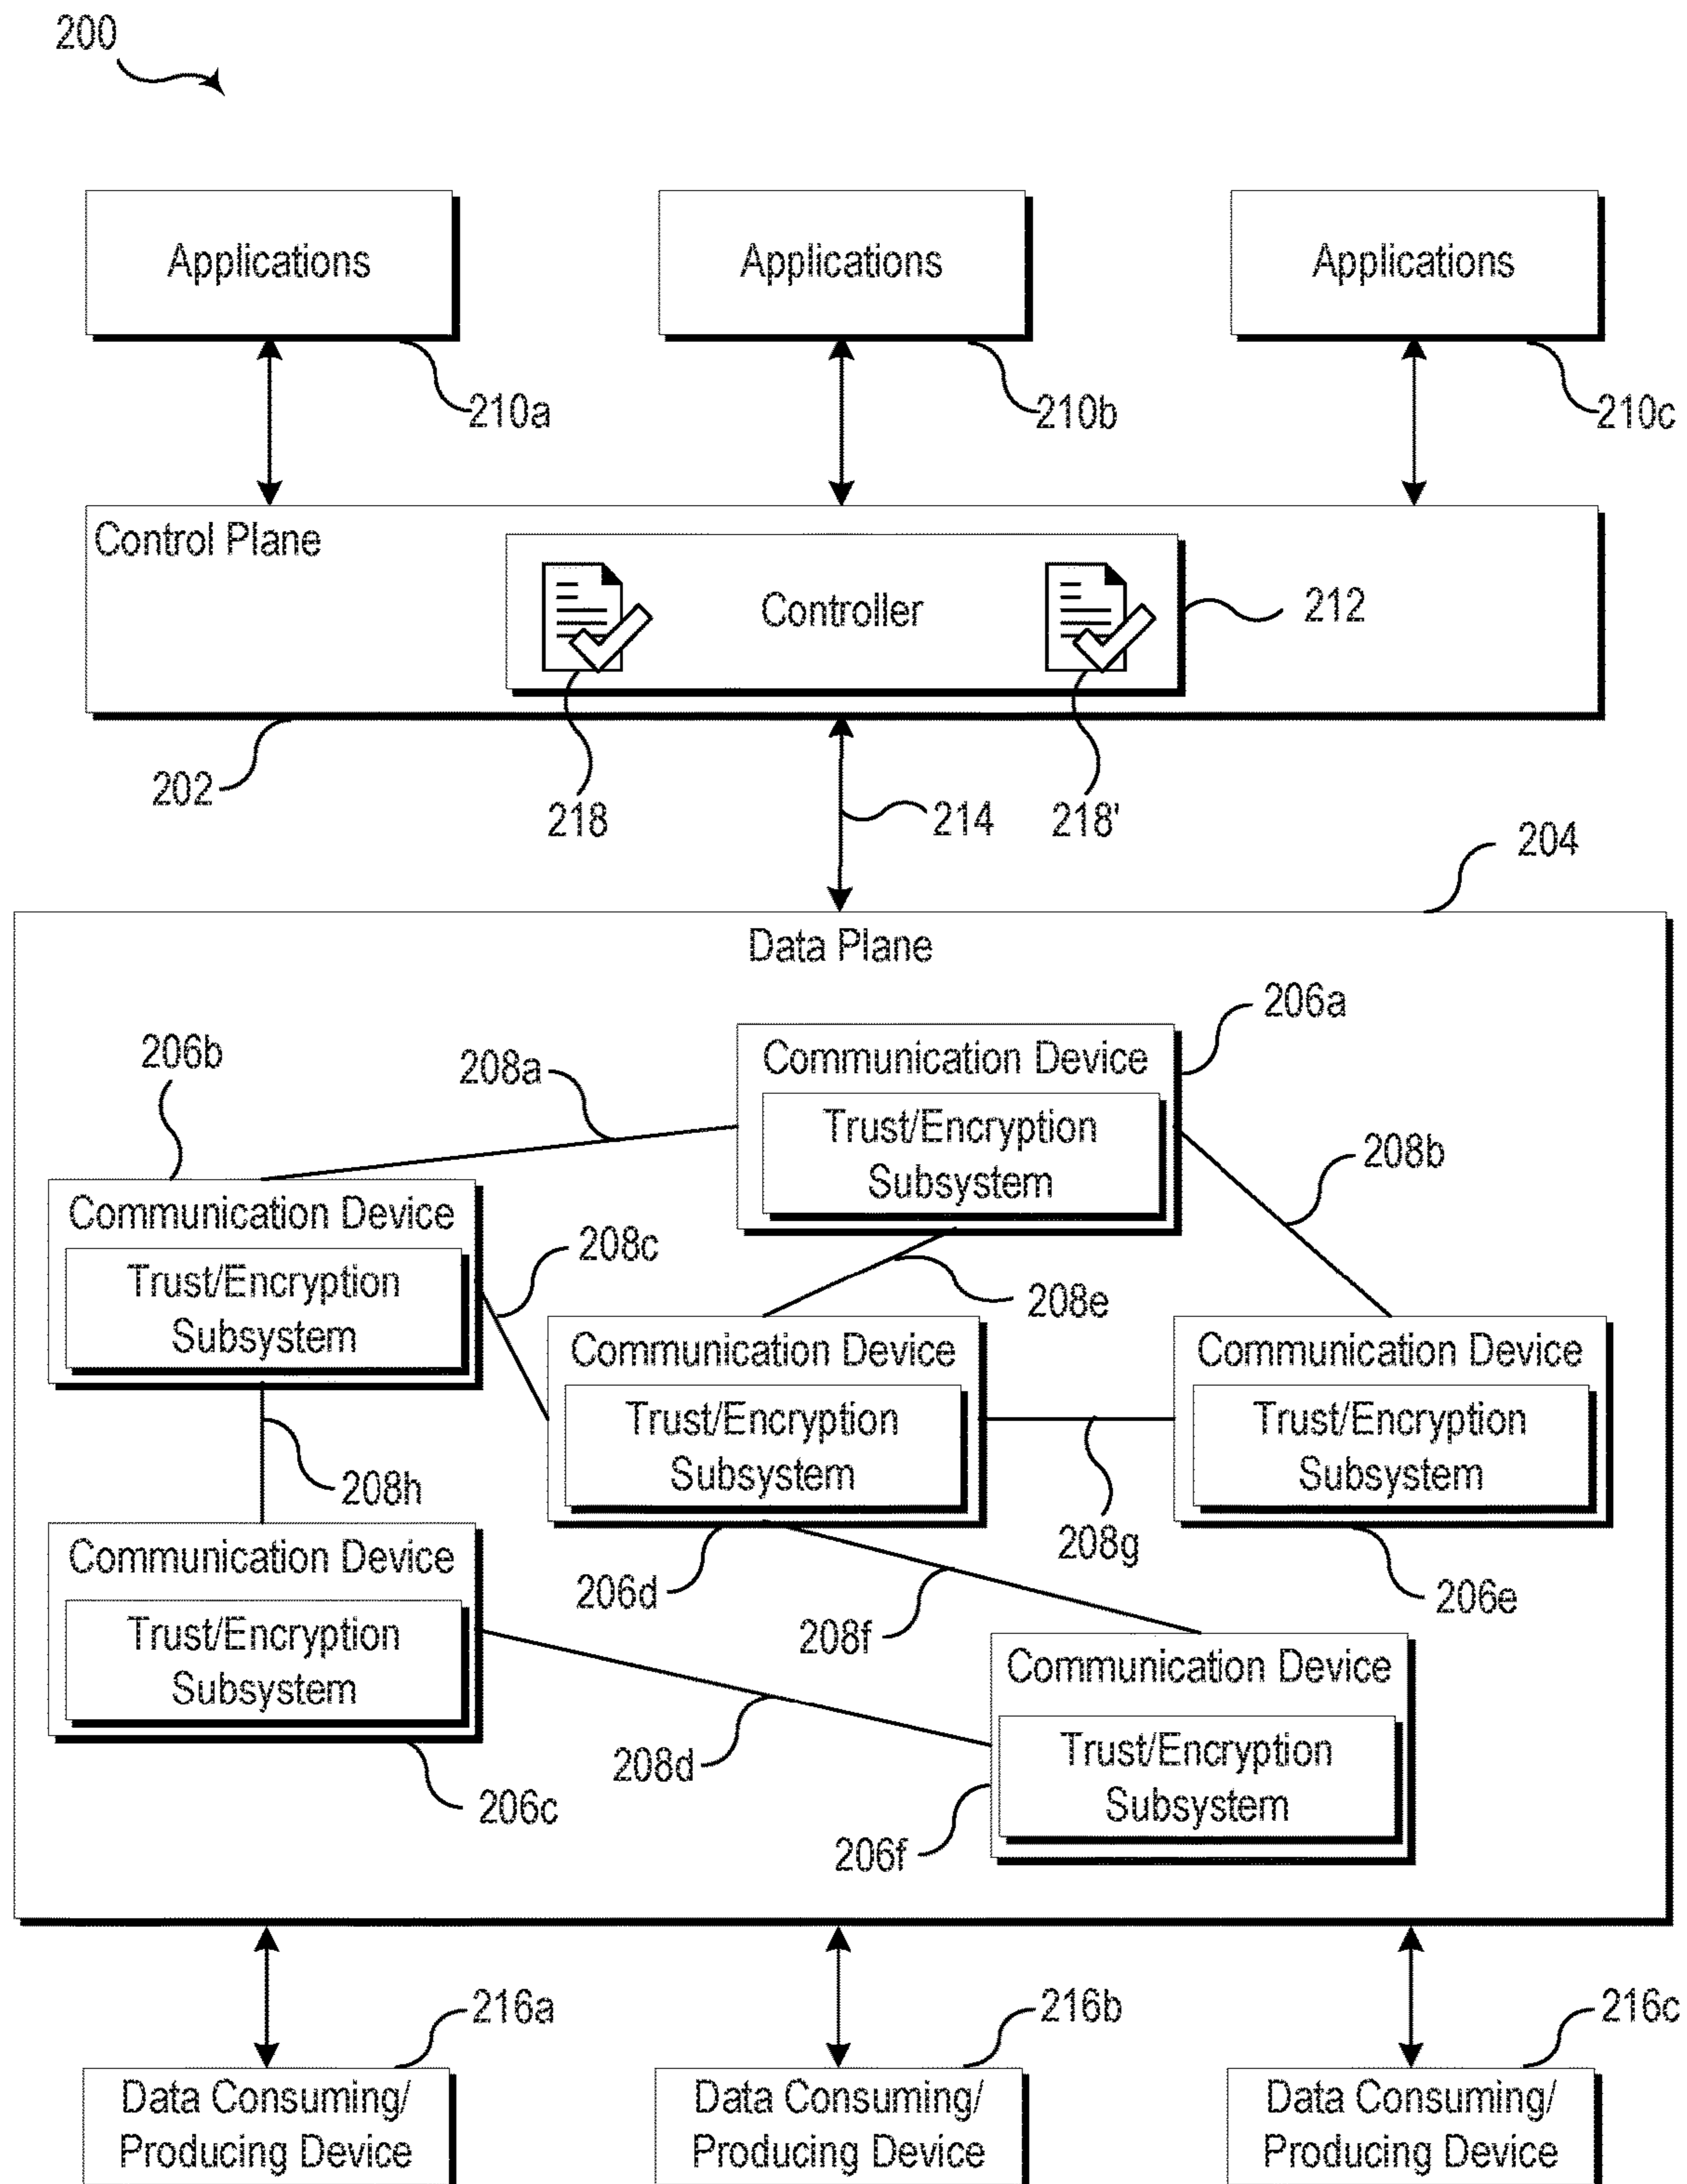 200
Applications
Applications
Applications
210a
210b
210c
Control Plane
Controller
212
202
218
214
218'
204
Data Plane
206a
206b
208a
Communication Device
Trust/Encryption
Subsystem
208b
Communication Device
Trust/Encryption
Subsystem
208c
208e
Communication Device
Trust/Encryption
Subsystem
Communication Device
Trust/Encryption
Subsystem
208h
208g
206d
206e
Communication Device
Trust/Encryption
Subsystem
208f
Communication Device
Trust/Encryption
Subsystem
208d
206c
206f
216a
216b
216c
Data Consuming/
Producing Device
Data Consuming/
Producing Device
Data Consuming/
Producing Device